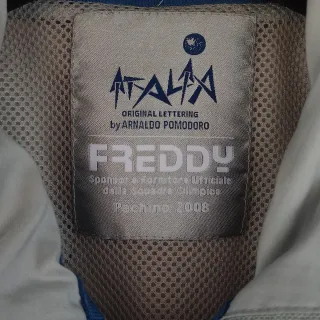 ITALIA
ORIGINAL LETTERING
by ARNALDO POMODORO
FREDDY
Sponsor e Fornitore Ufficiale
della Squadra Olimpica
Pechino 2008